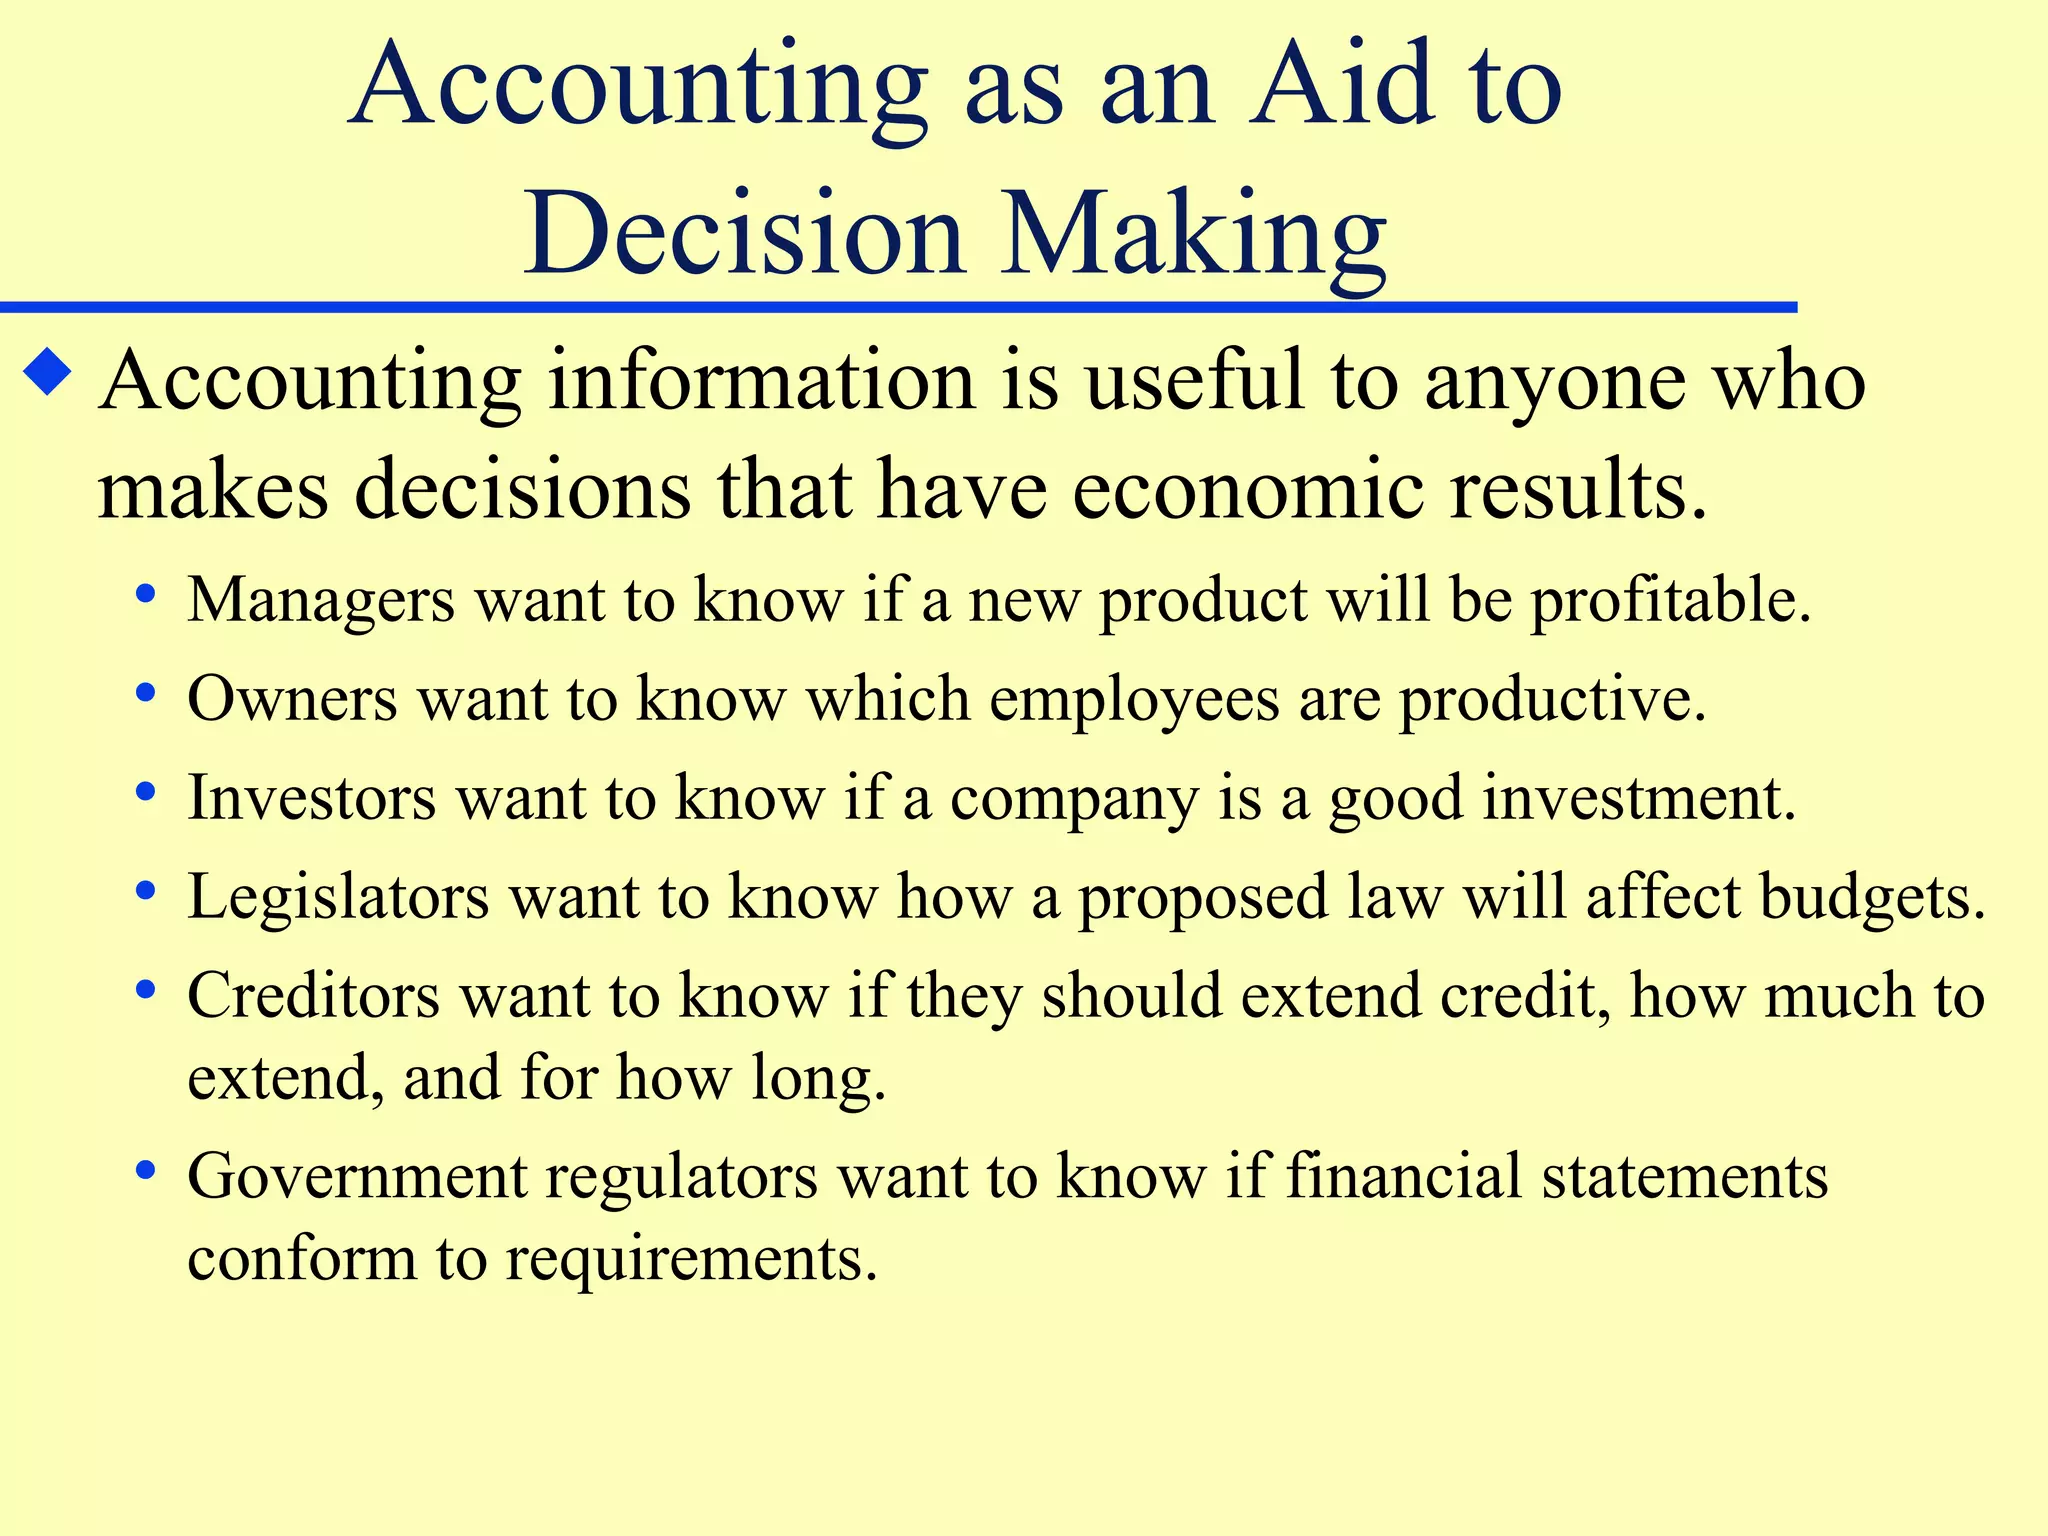 Accounting as an Aid to
Decision Making
Accounting information is useful to anyone who
makes decisions that have economic results.
Managers want to know if a new product will be profitable.
Owners want to know which employees are productive.
Investors want to know if a company is a good investment.
Legislators want to know how a proposed law will affect budgets.
Creditors want to know if they should extend credit, how much to
extend, and for how long.
Government regulators want to know if financial statements
conform to requirements.